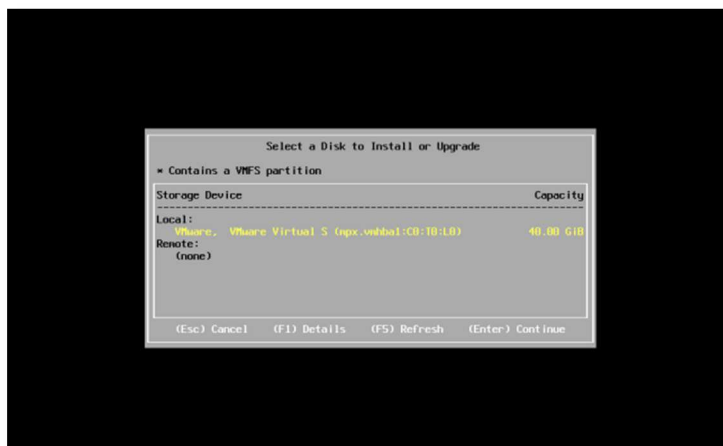 Select a Disk to Install or Upgrade
* Contains a VMFS partition
Storage Device Capacity
Local:
VMware, VMware Virtual S (mpx.vmhba1:C0:T0:L0) 40.00 GiB
Remote:
(none)
(Esc) Cancel (F1) Details (F5) Refresh (Enter) Continue